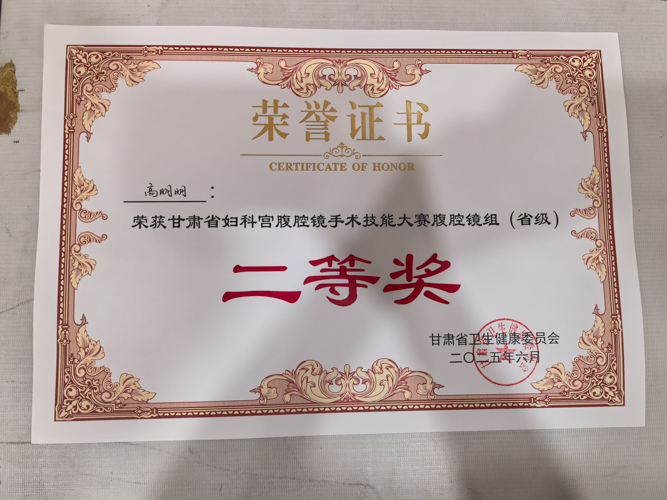 荣誉证书
CERTIFICATE OF HONOR
高明明：
荣获甘肃省妇科宫腹腔镜手术技能大赛腹腔镜组（省级）
二等奖
甘肃省卫生健康委员会
二〇二五年六月